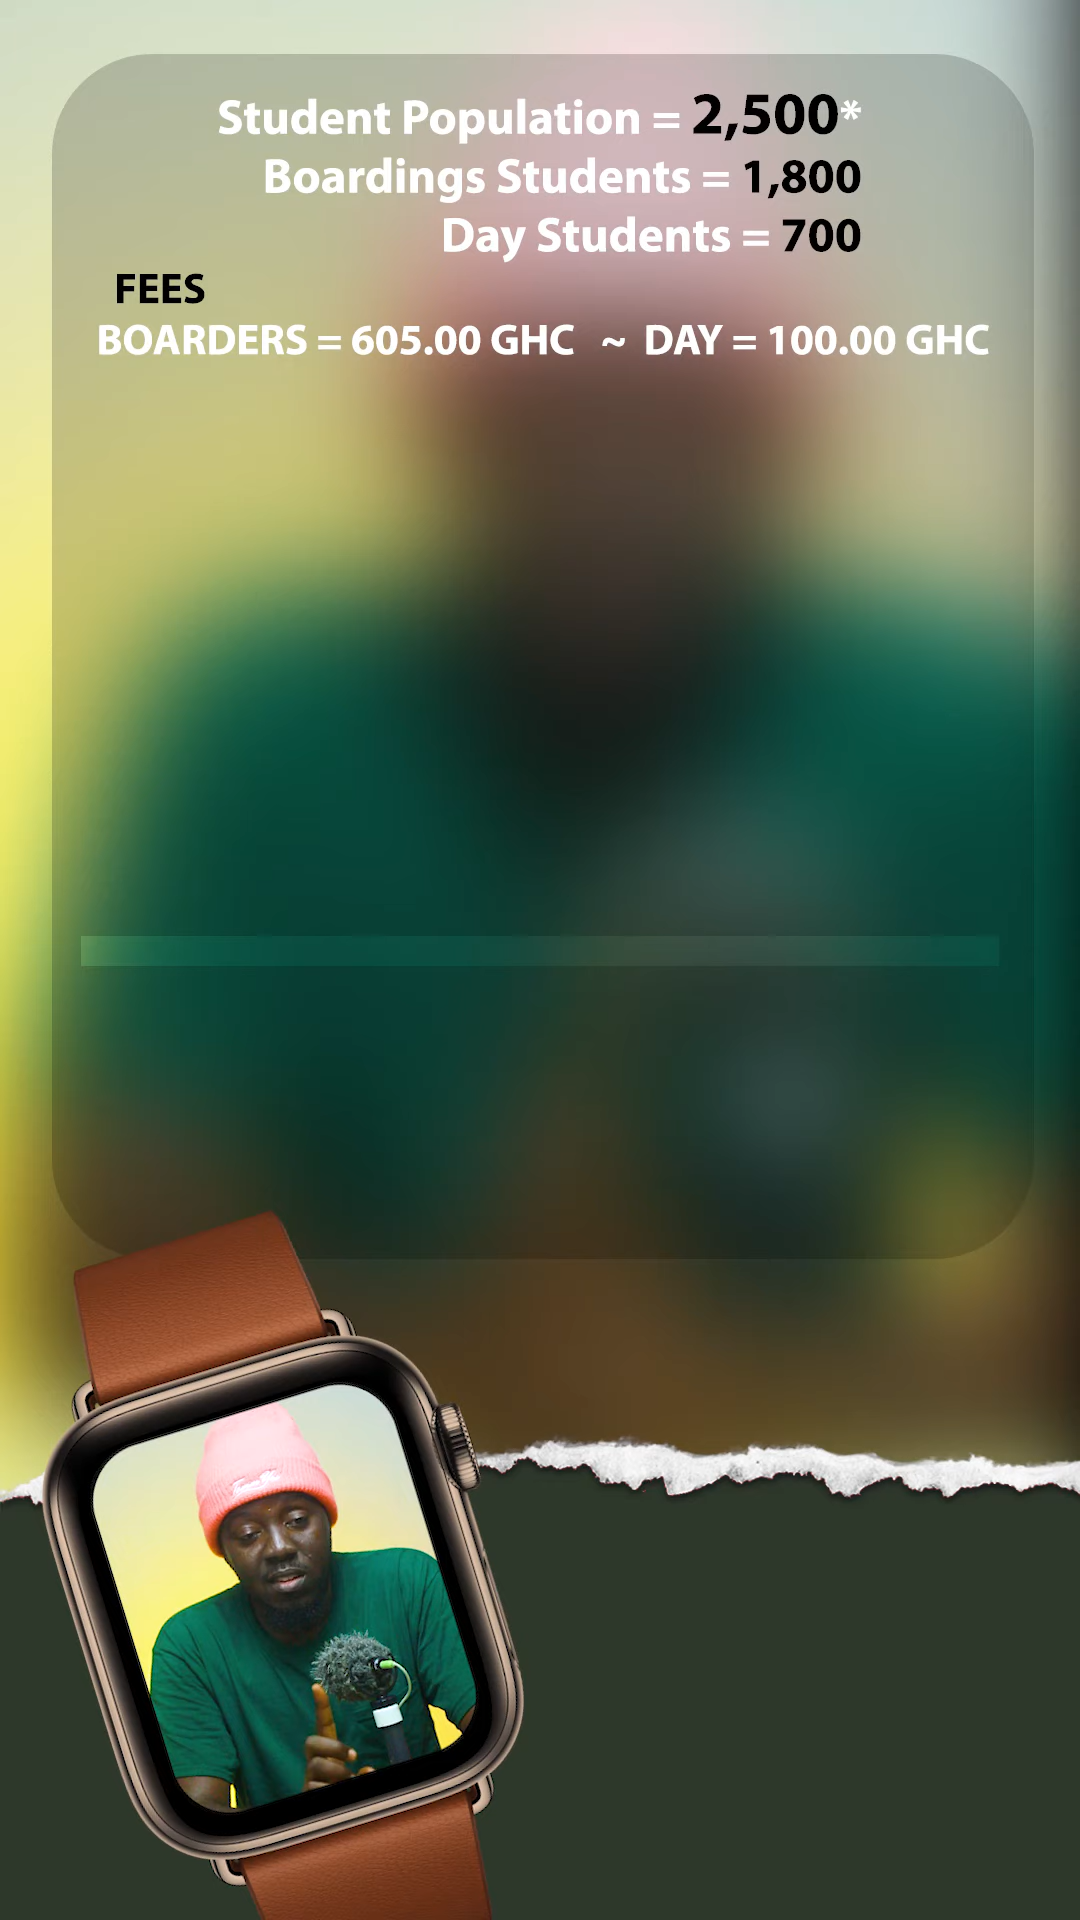 Student Population = 2,500*
Boardings Students = 1,800
Day Students = 700
FEES
BOARDERS = 605.00 GHC ~ DAY = 100.00 GHC